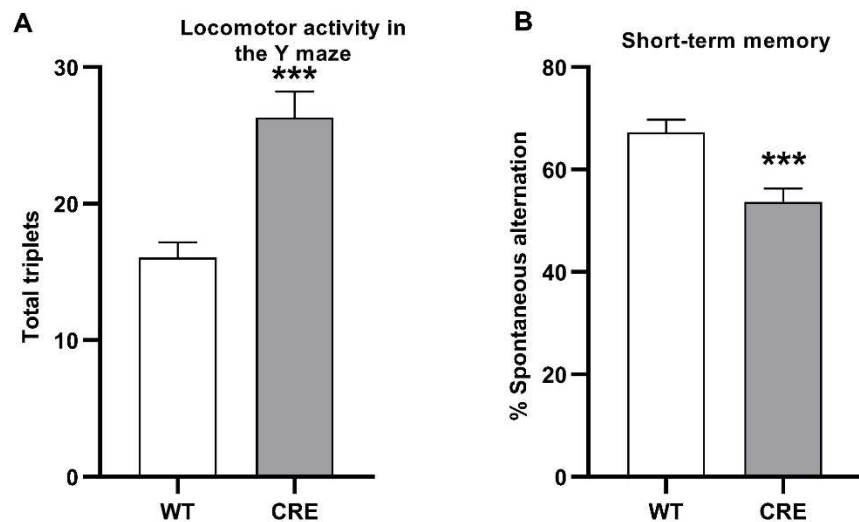 A
Locomotor activity in
the Y maze
Total triplets
30
20
10
0
***
WT
CRE
B
Short-term memory
% Spontaneous alternation
80
60
40
20
0
***
WT
CRE